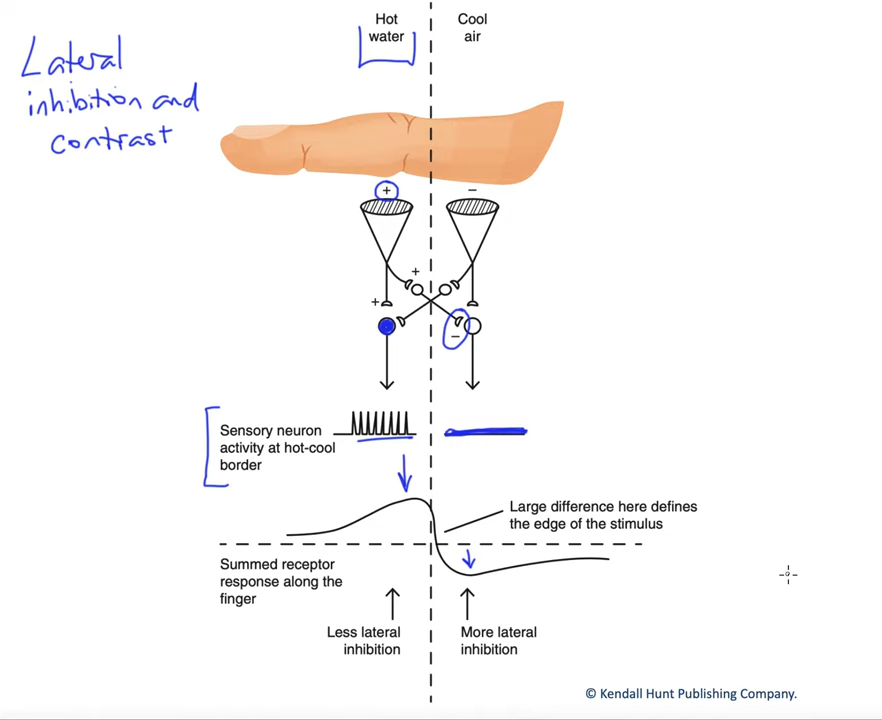 Hot
water
Cool
air
Lateral
inhibition and
contrast
+
−
+
+
−
Sensory neuron
activity at hot-cool
border
Large difference here defines
the edge of the stimulus
Summed receptor
response along the
finger
Less lateral
inhibition
More lateral
inhibition
© Kendall Hunt Publishing Company.